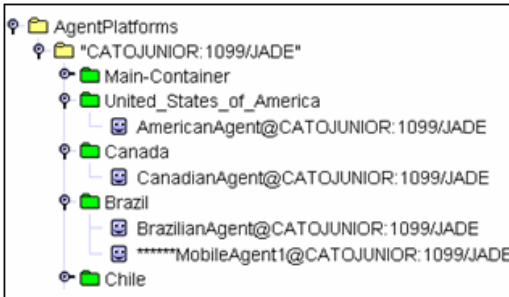 AgentPlatforms
"CATOJUNIOR:1099/JADE"
Main-Container
United_States_of_America
AmericanAgent@CATOJUNIOR:1099/JADE
Canada
CanadianAgent@CATOJUNIOR:1099/JADE
Brazil
BrazilianAgent@CATOJUNIOR:1099/JADE
******MobileAgent1@CATOJUNIOR:1099/JADE
Chile